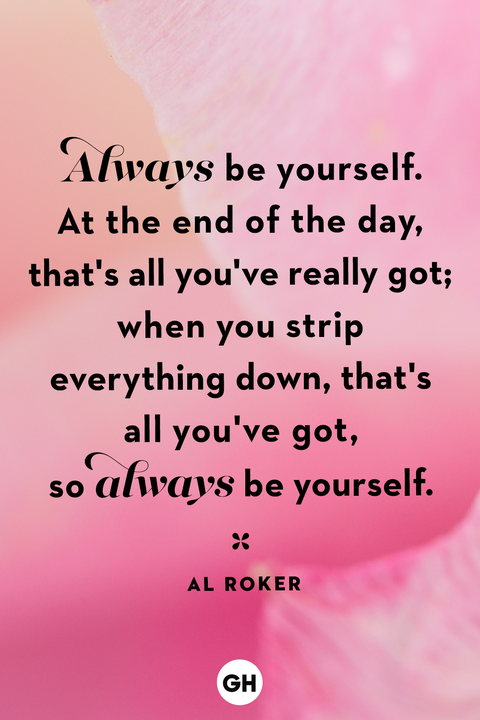 Always be yourself.
At the end of the day,
that's all you've really got;
when you strip
everything down, that's
all you've got,
so always be yourself.
AL ROKER
GH